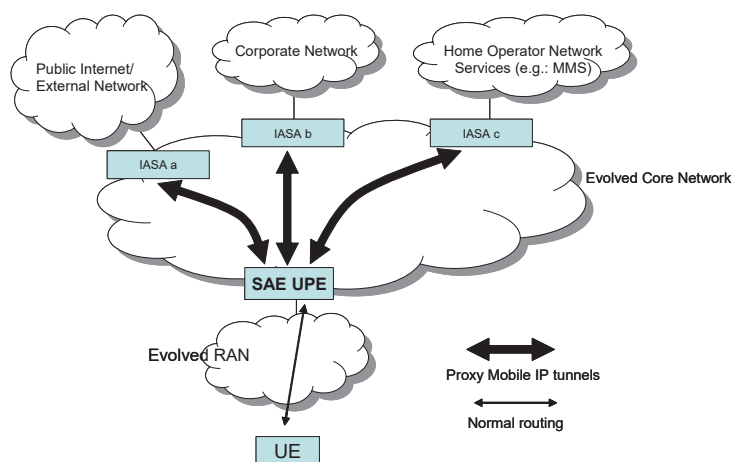 Public Internet/
External Network
Corporate Network
Home Operator Network
Services (e.g.: MMS)
IASA a
IASA b
IASA c
Evolved Core Network
SAE UPE
Evolved RAN
Proxy Mobile IP tunnels
Normal routing
UE